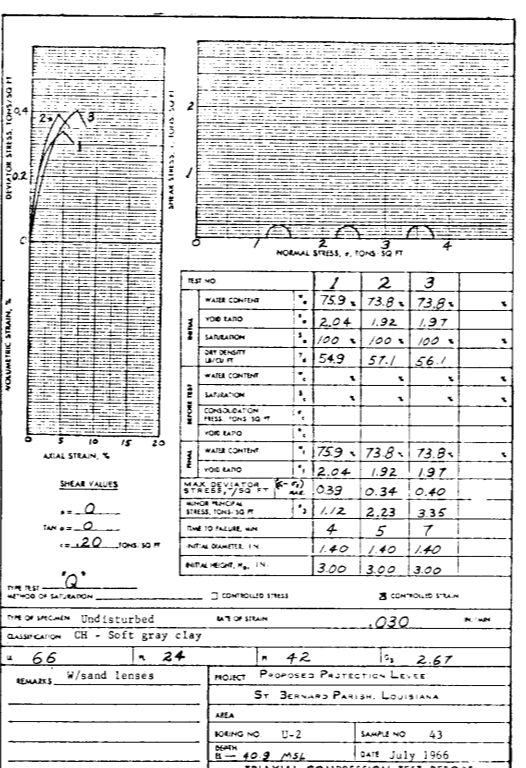 DEVIATOR STRESS, TONS/SQ FT
0.4
0.2
0
2
3
1
VOLUMETRIC STRAIN, %
0 5 10 15 20
AXIAL STRAIN, %
SHEAR STRESS, τ, TONS/SQ FT
2
1
0 1 2 3 4
NORMAL STRESS, σ, TONS/SQ FT
SHEAR VALUES
ø = 0
TAN ø = 0
c = .20 TONS/SQ FT
TEST NO. 1 2 3
INITIAL
WATER CONTENT 75.9 % 73.8 % 73.8 % %
VOID RATIO 2.04 1.92 1.97
SATURATION 100 % 100 % 100 % %
DRY DENSITY LB/CU FT 54.9 57.1 56.1
BEFORE TEST
WATER CONTENT % % % %
SATURATION % % % %
CONSOLIDATION PRESS, TONS/SQ FT
VOID RATIO
FINAL
WATER CONTENT 75.9 % 73.8 % 73.8 % %
VOID RATIO 2.04 1.92 1.97
MAX DEVIATOR STRESS, T/SQ FT 0.39 0.34 0.40
MINOR PRINCIPAL STRESS, TONS/SQ FT 1.12 2.23 3.35
TIME TO FAILURE, MIN 4 5 7
INITIAL DIAMETER, IN. 1.40 1.40 1.40
INITIAL HEIGHT, H₀, IN. 3.00 3.00 3.00
TYPE TEST "Q"
METHOD OF SATURATION
CONTROLLED STRESS
CONTROLLED STRAIN
TYPE OF SPECIMEN Undisturbed RATE OF STRAIN .030 IN./MIN
CLASSIFICATION CH - Soft gray clay
66 24 42 2.67
REMARKS W/sand lenses
PROJECT PROPOSED PROTECTION LEVEE
ST BERNARD PARISH, LOUISIANA
AREA
BORING NO. U-2 SAMPLE NO 43
DEPTH EL - 40.9 MSL DATE July 1966
TRIAXIAL COMPRESSION TEST REPORT